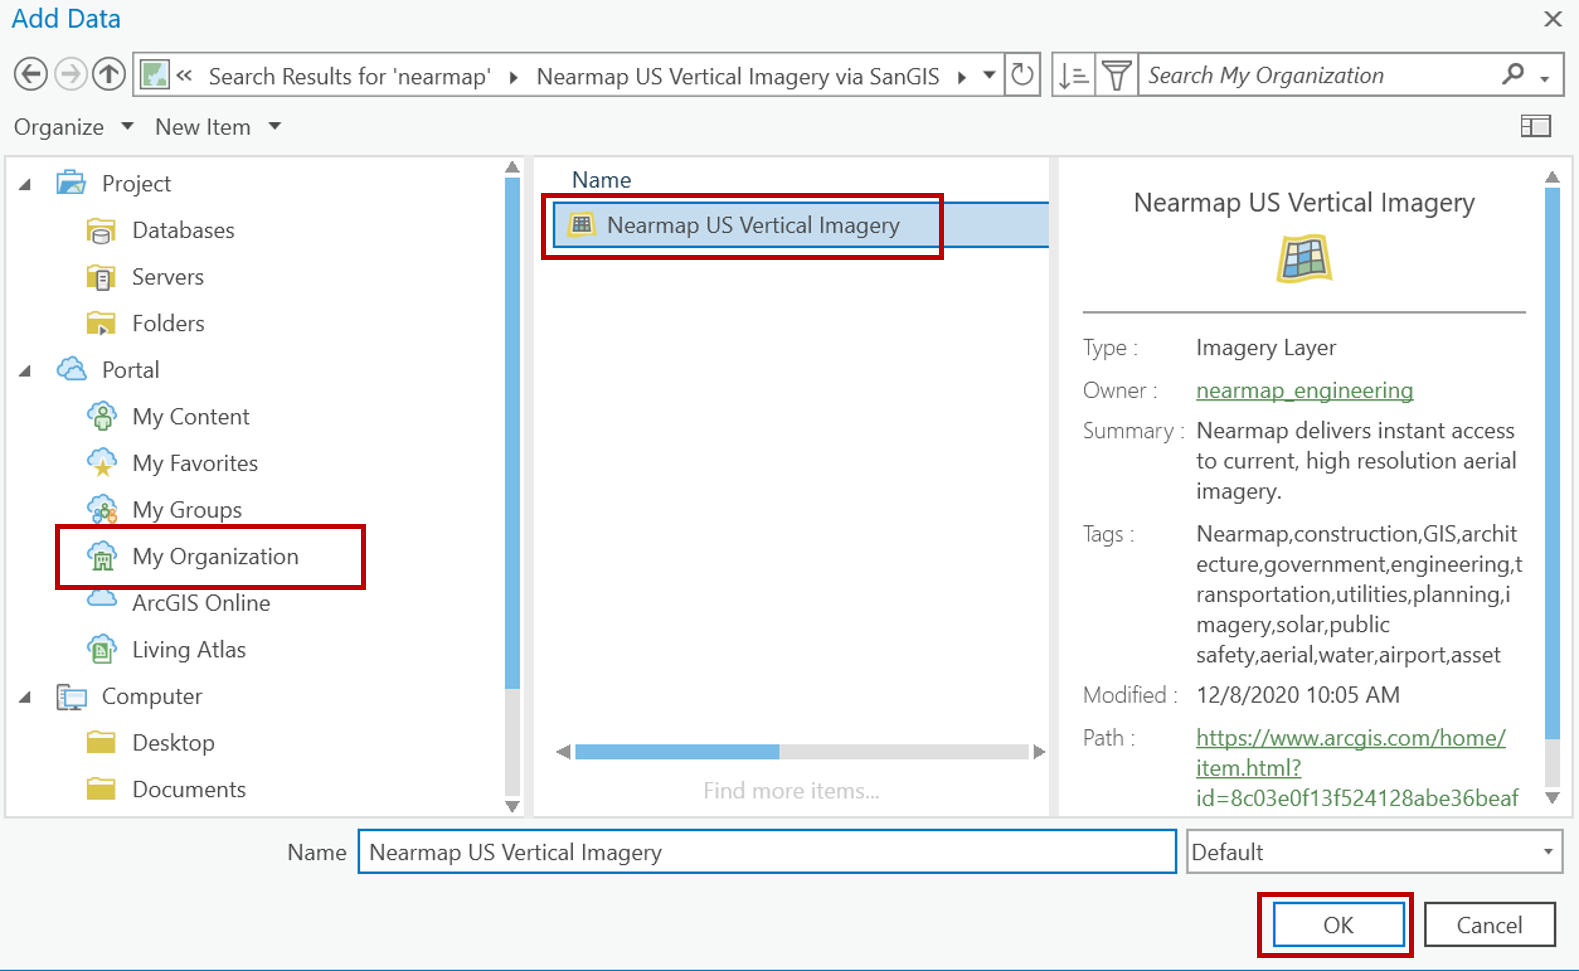 Add Data
« Search Results for 'nearmap' Nearmap US Vertical Imagery via SanGIS
Search My Organization
Organize New Item
Project
Databases
Servers
Folders
Portal
My Content
My Favorites
My Groups
My Organization
ArcGIS Online
Living Atlas
Computer
Desktop
Documents
Name
Nearmap US Vertical Imagery
Find more items...
Nearmap US Vertical Imagery
Type : Imagery Layer
Owner : nearmap_engineering
Summary : Nearmap delivers instant access
to current, high resolution aerial
imagery.
Tags : Nearmap,construction,GIS,archit
ecture,government,engineering,t
ransportation,utilities,planning,i
magery,solar,public
safety,aerial,water,airport,asset
Modified : 12/8/2020 10:05 AM
Path : https://www.arcgis.com/home/
item.html?
id=8c03e0f13f524128abe36beaf
Name Nearmap US Vertical Imagery Default
OK Cancel